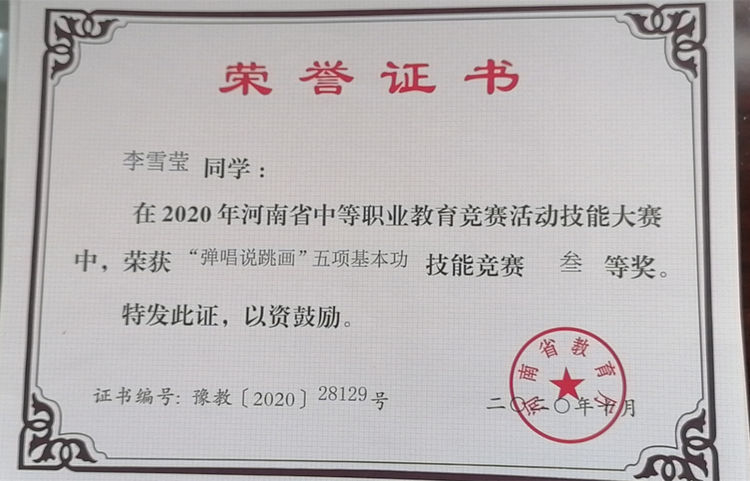 荣誉证书
李雪莹 同学：
在2020年河南省中等职业教育竞赛活动技能大赛
中，荣获 “弹唱说跳画”五项基本功 技能竞赛 叁 等奖。
特发此证，以资鼓励。
河南省教育厅
证书编号：豫教〔2020〕28129号
二〇二〇年十月